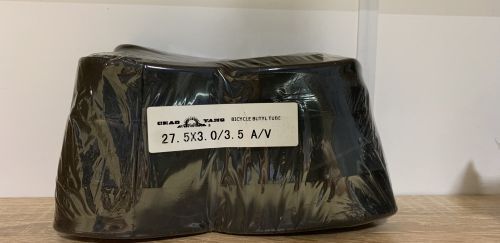 CHAO YANG BICYCLE BUTYL TUBE
27.5X3.0/3.5 A/V